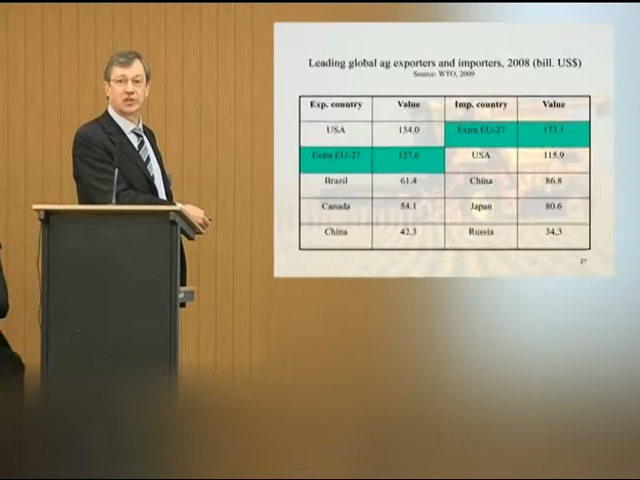 Leading global ag exporters and importers, 2008 (bill. US$)
Source: WTO, 2009
Exp. country Value Imp. country Value
USA 134.0 Extra EU-27 173.1
Extra EU-27 127.6 USA 115.9
Brazil 61.4 China 86.8
Canada 54.1 Japan 80.6
China 42.3 Russia 34.3
27